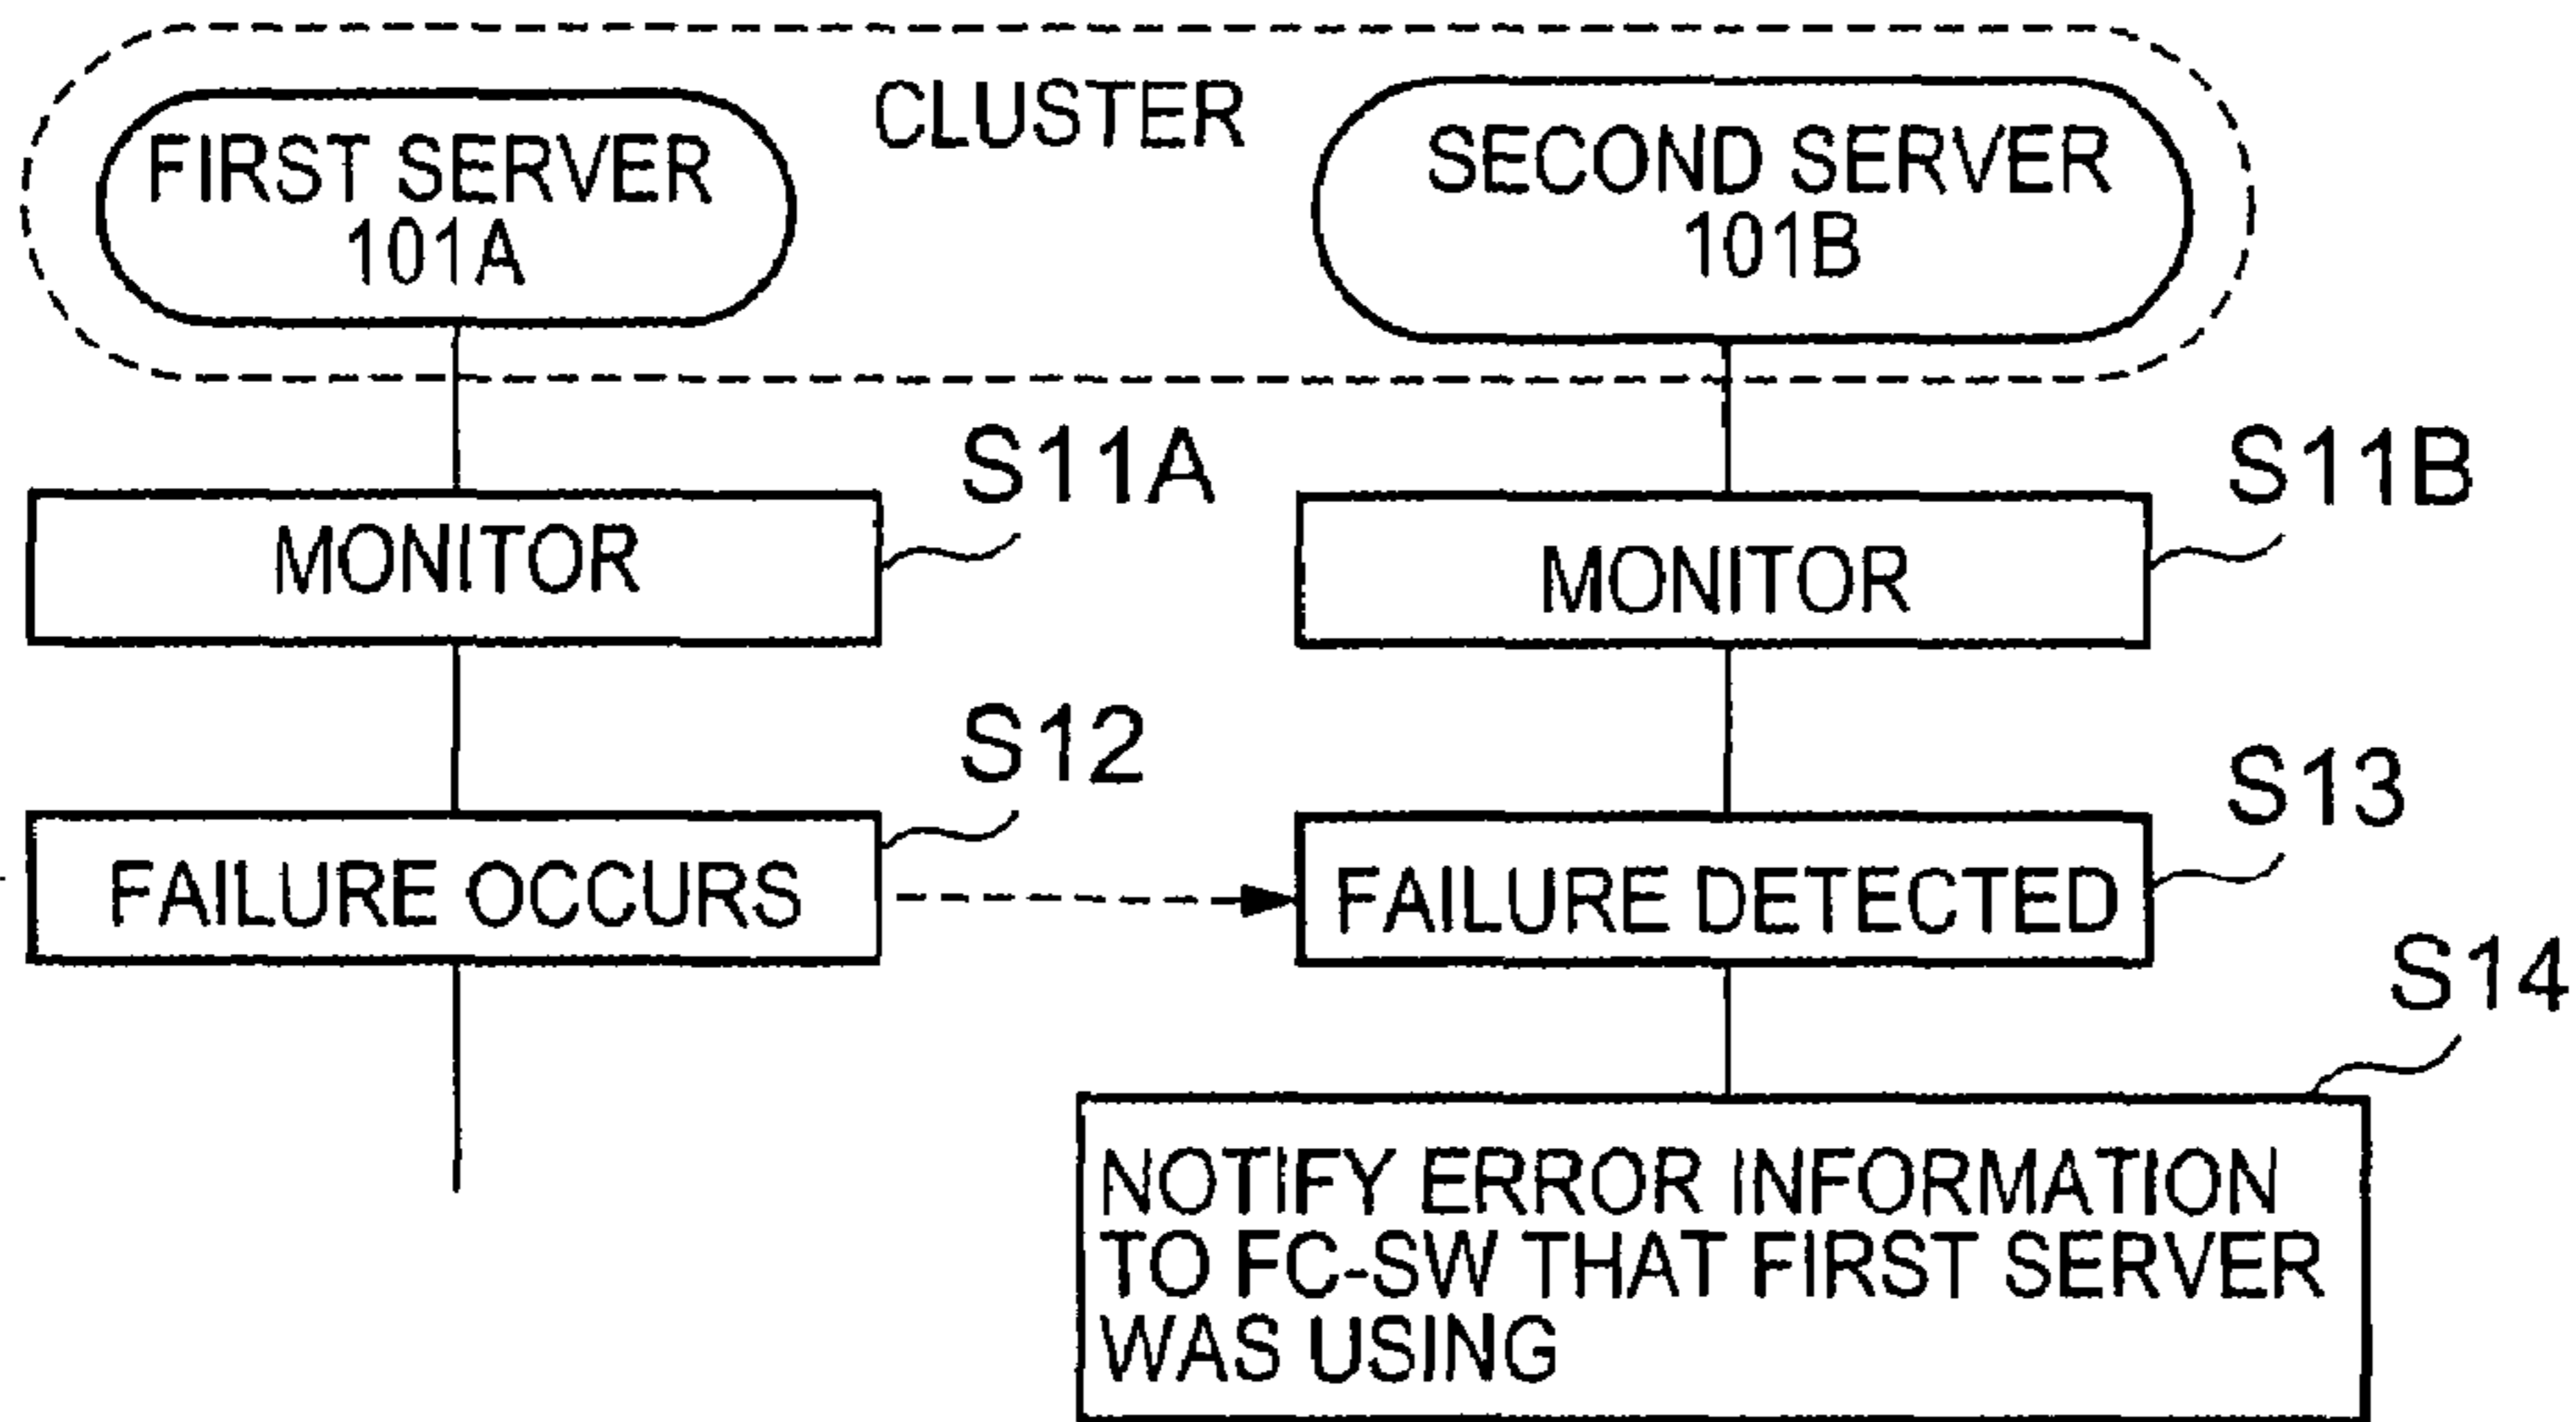 CLUSTER
FIRST SERVER
101A
SECOND SERVER
101B
S11A
MONITOR
S11B
MONITOR
S12
FAILURE OCCURS
S13
FAILURE DETECTED
S14
NOTIFY ERROR INFORMATION
TO FC-SW THAT FIRST SERVER
WAS USING